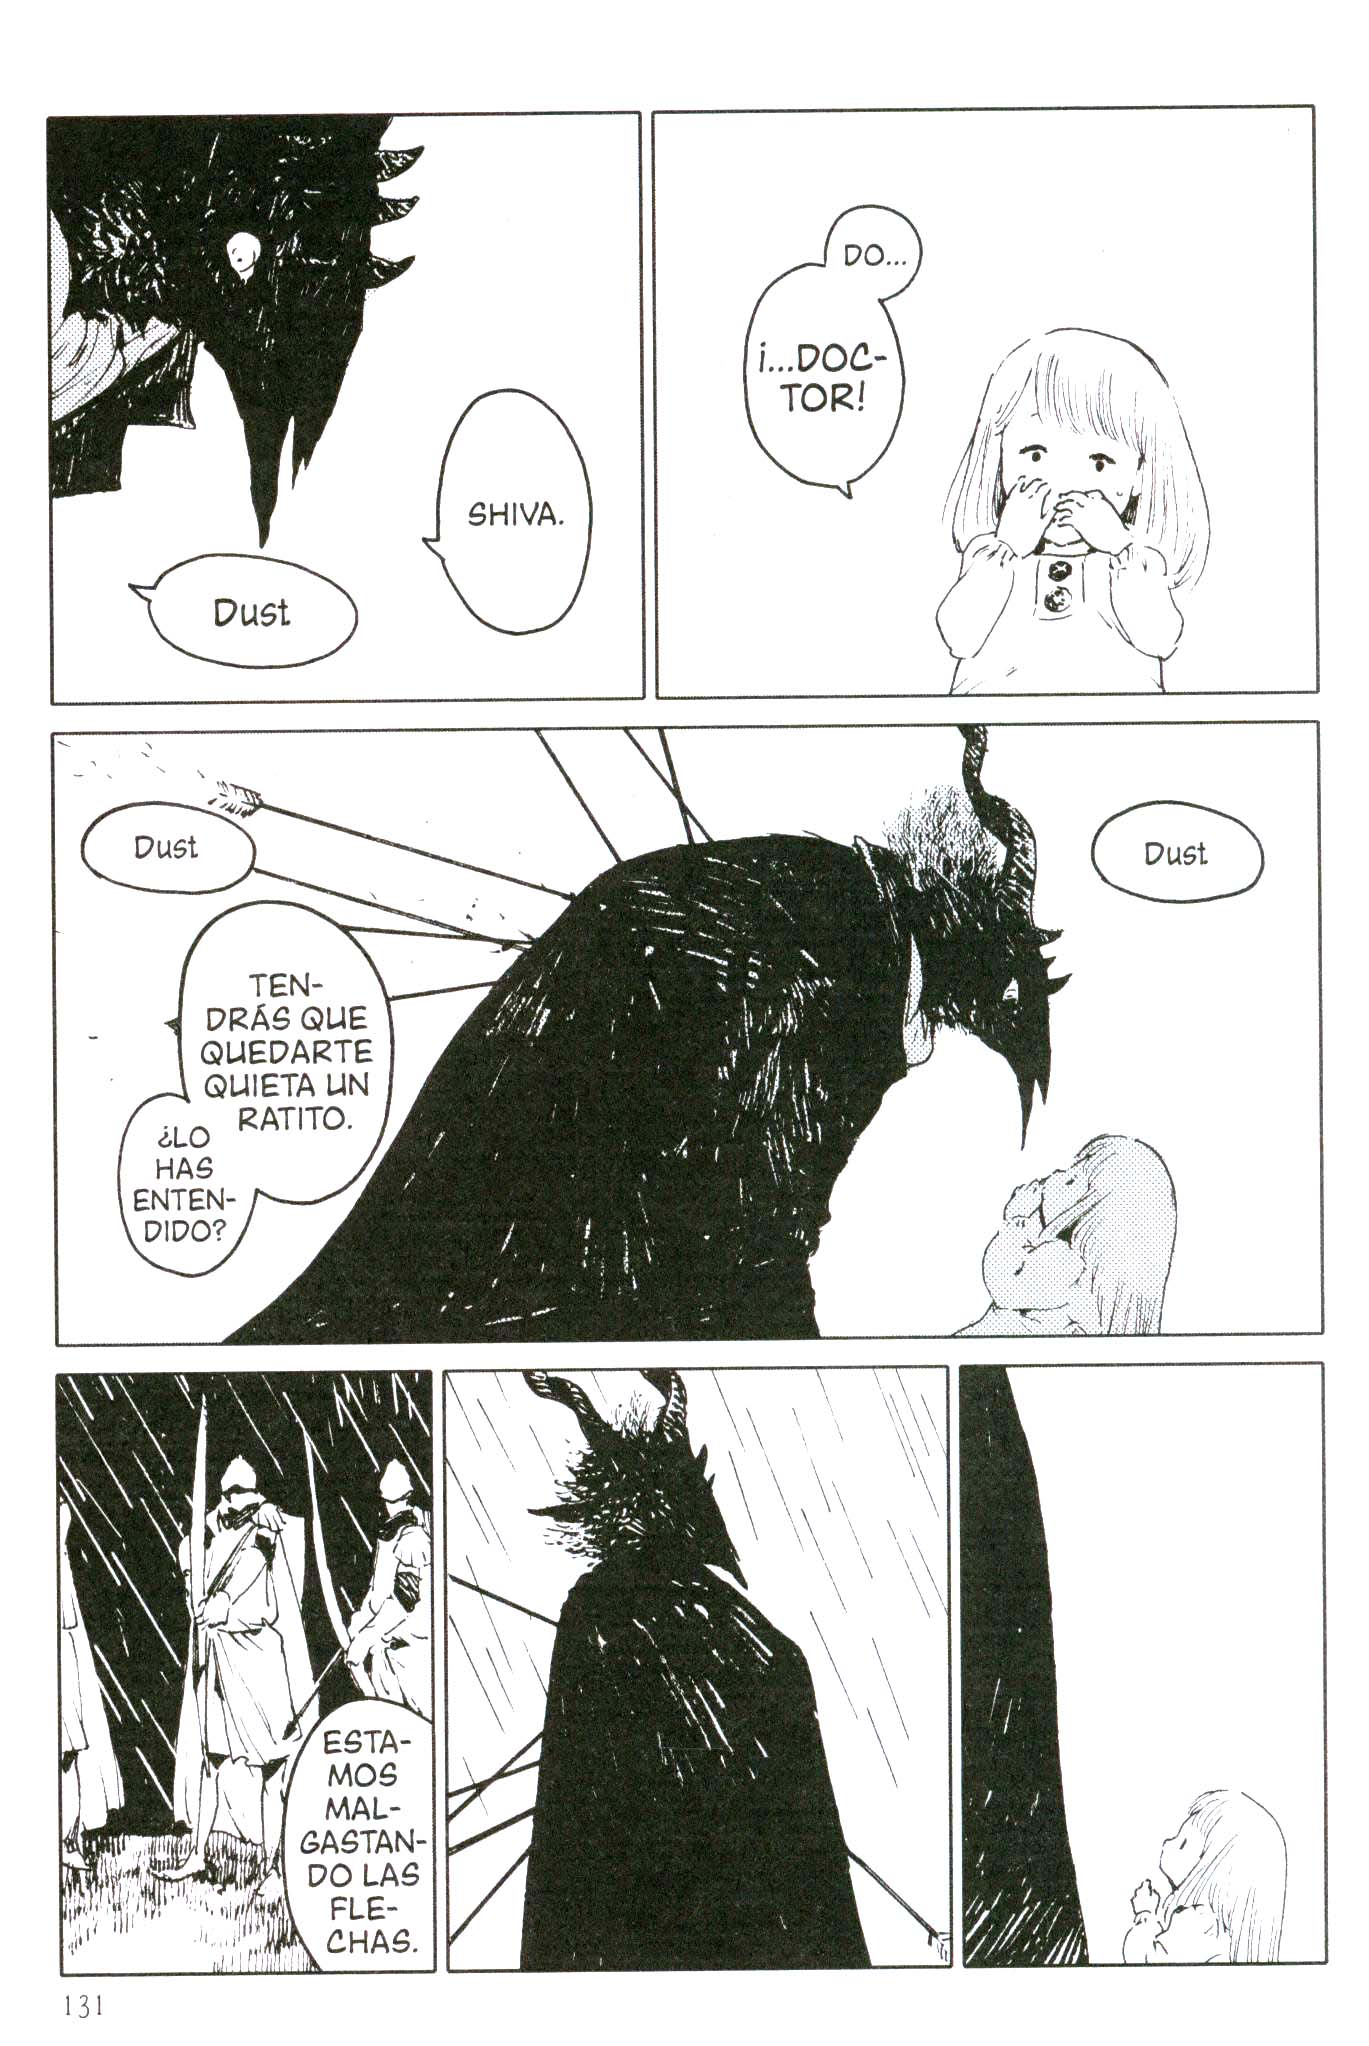 DO...
¡...DOC-
TOR!
SHIVA.
Dust
Dust
Dust
TEN-
DRÁS QUE
QUEDARTE
QUIETA UN
RATITO.
¿LO
HAS
ENTEN-
DIDO?
ESTA-
MOS
MAL-
GASTAN-
DO LAS
FLE-
CHAS.
131